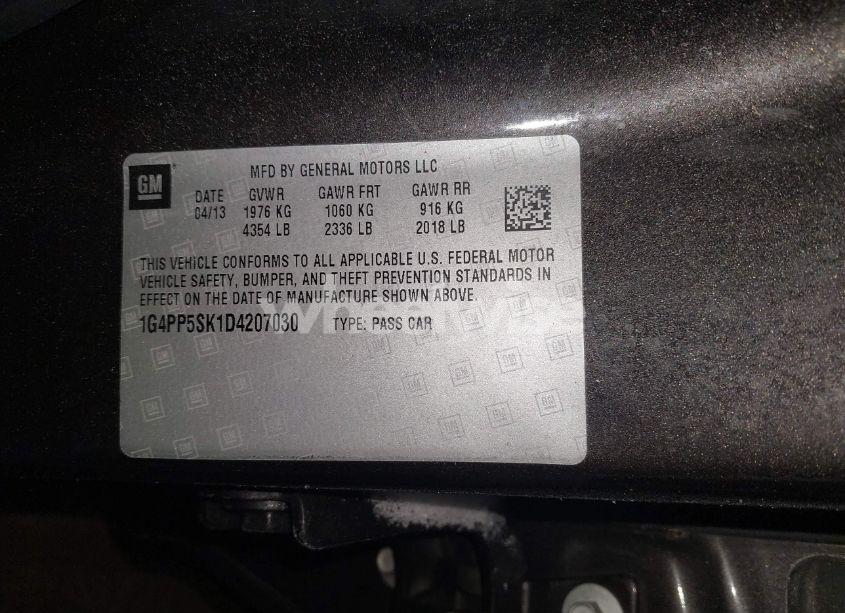 GM
MFD BY GENERAL MOTORS LLC
DATE GVWR GAWR FRT GAWR RR
04/13 1976 KG 1060 KG 916 KG
4354 LB 2336 LB 2018 LB
THIS VEHICLE CONFORMS TO ALL APPLICABLE U.S. FEDERAL MOTOR
VEHICLE SAFETY, BUMPER, AND THEFT PREVENTION STANDARDS IN
EFFECT ON THE DATE OF MANUFACTURE SHOWN ABOVE.
1G4PP5SK1D4207030 TYPE: PASS CAR